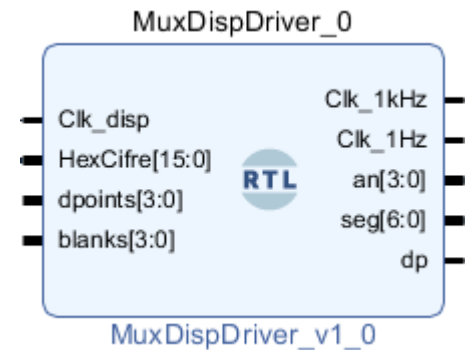 MuxDispDriver_0
Clk_disp
HexCifre[15:0]
dpoints[3:0]
blanks[3:0]
RTL
Clk_1kHz
Clk_1Hz
an[3:0]
seg[6:0]
dp
MuxDispDriver_v1_0